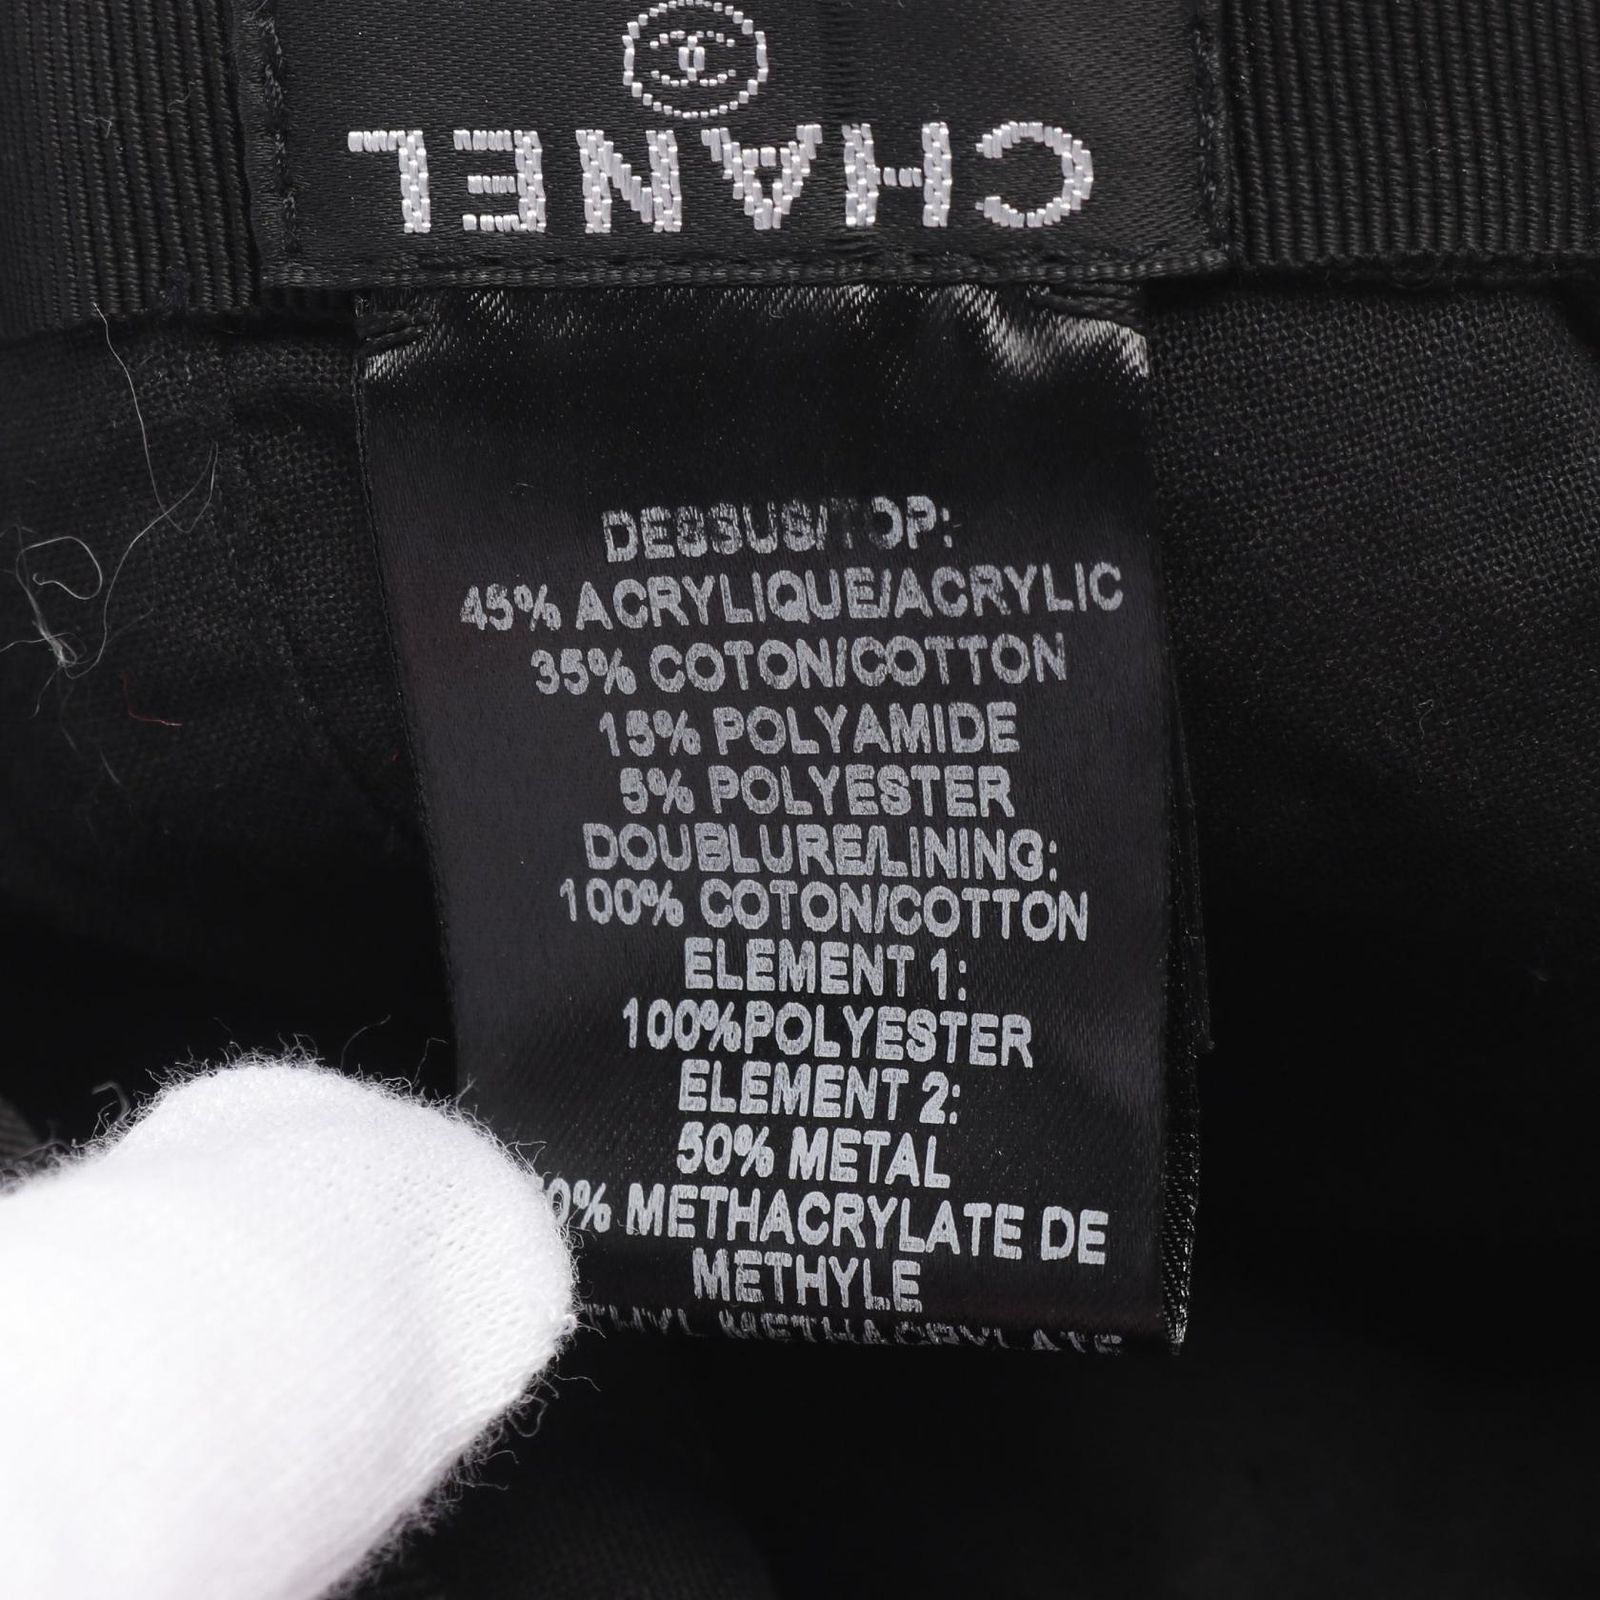 CHANEL
DESSUS/TOP:
45% ACRYLIQUE/ACRYLIC
35% COTON/COTTON
15% POLYAMIDE
5% POLYESTER
DOUBLURE/LINING:
100% COTON/COTTON
ELEMENT 1:
100%POLYESTER
ELEMENT 2:
50% METAL
METHACRYLATE DE
METHYLE
METHACRYLATE